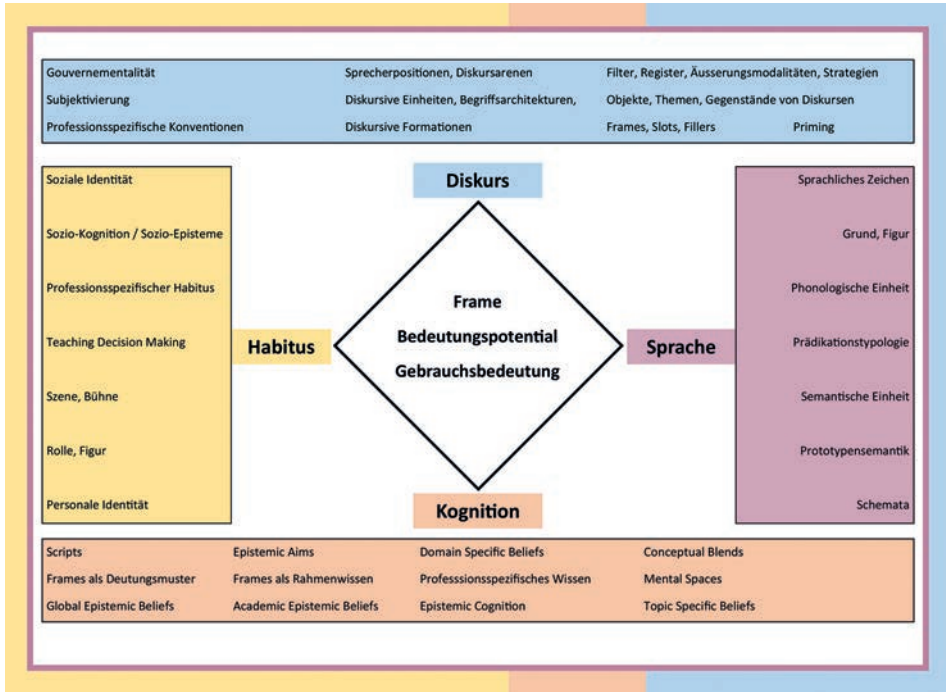 Gouvernementalität Sprecherpositionen, Diskursarenen Filter, Register, Äusserungsmodalitäten, Strategien
Subjektivierung Diskursive Einheiten, Begriffsarchitekturen, Objekte, Themen, Gegenstände von Diskursen
Professionsspezifische Konventionen Diskursive Formationen Frames, Slots, Fillers Priming
Diskurs
Soziale Identität
Sozio-Kognition / Sozio-Episteme
Professionsspezifischer Habitus
Teaching Decision Making
Szene, Bühne
Rolle, Figur
Personale Identität
Habitus
Frame
Bedeutungspotential
Gebrauchsbedeutung
Sprache
Sprachliches Zeichen
Grund, Figur
Phonologische Einheit
Prädikationstypologie
Semantische Einheit
Prototypensemantik
Schemata
Kognition
Scripts Epistemic Aims Domain Specific Beliefs Conceptual Blends
Frames als Deutungsmuster Frames als Rahmenwissen Professsionsspezifisches Wissen Mental Spaces
Global Epistemic Beliefs Academic Epistemic Beliefs Epistemic Cognition Topic Specific Beliefs